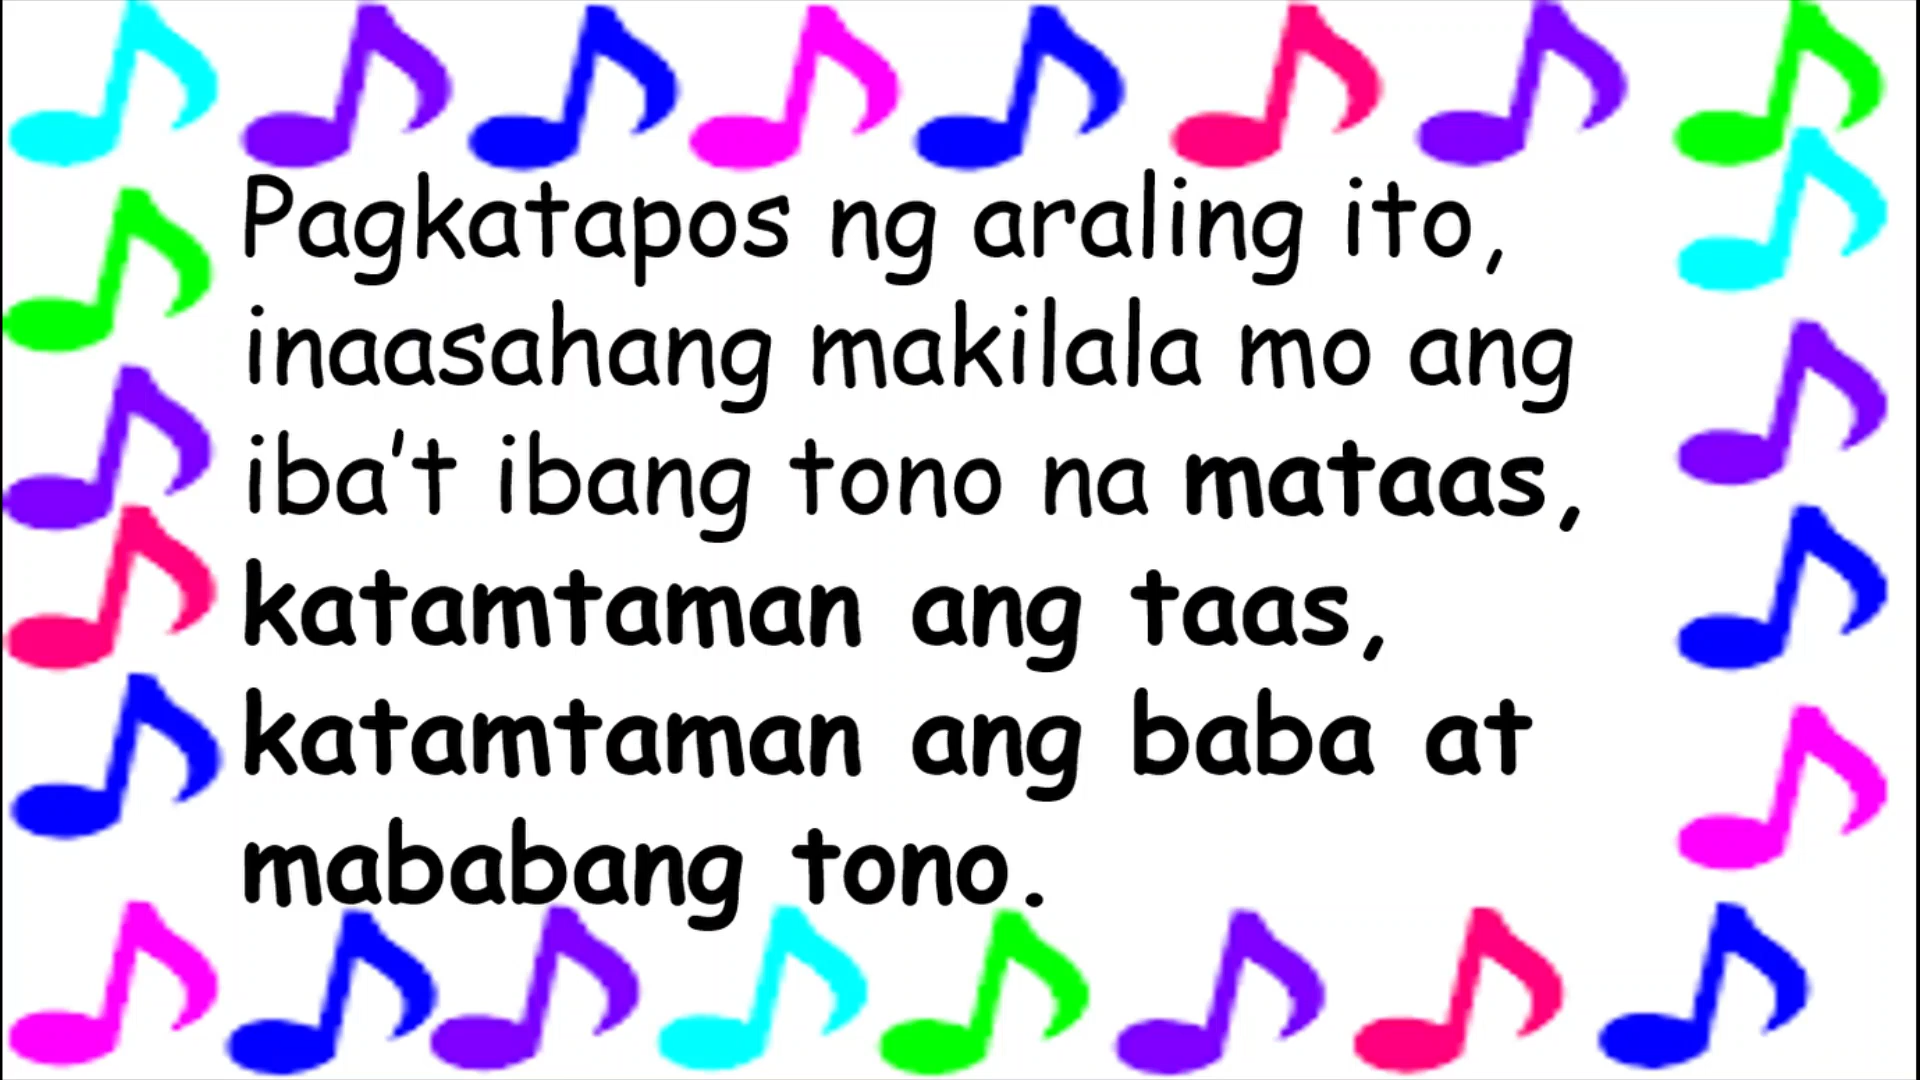 Pagkatapos ng araling ito,
inaasahang makilala mo ang
iba't ibang tono na mataas,
katamtaman ang taas,
katamtaman ang baba at
mababang tono.